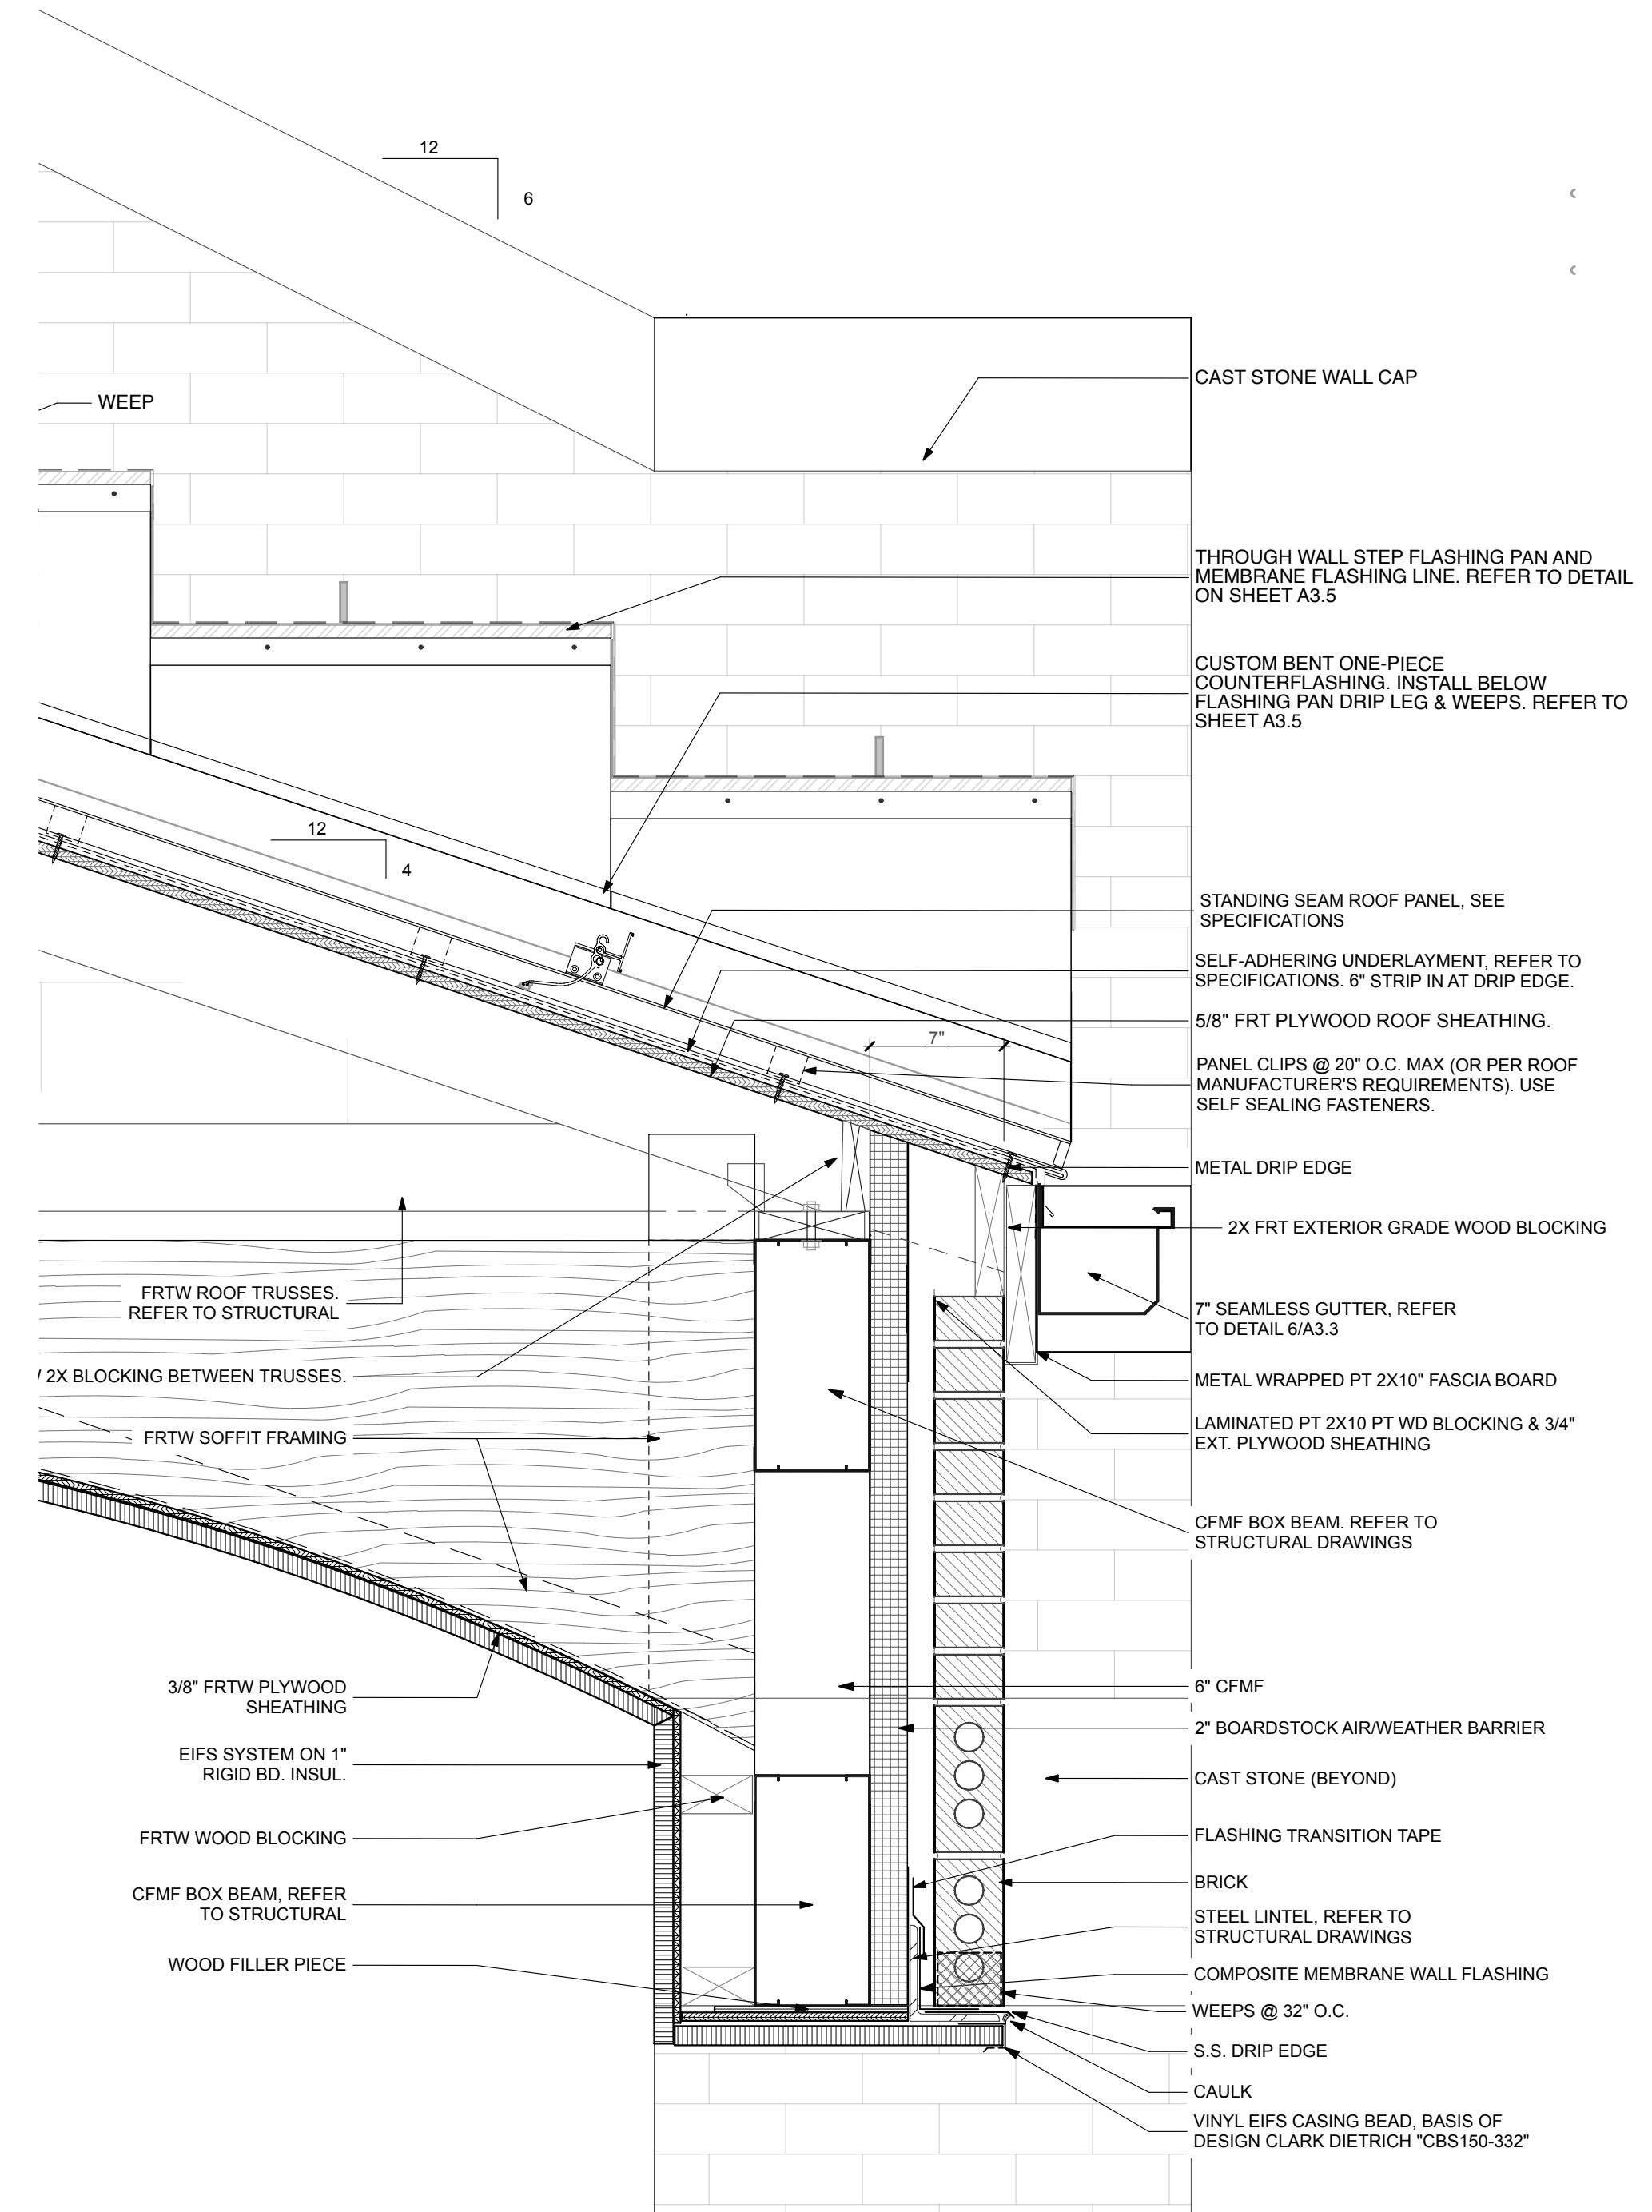 12
6
CAST STONE WALL CAP
WEEP
THROUGH WALL STEP FLASHING PAN AND
MEMBRANE FLASHING LINE. REFER TO DETAIL
ON SHEET A3.5
CUSTOM BENT ONE-PIECE
COUNTERFLASHING. INSTALL BELOW
FLASHING PAN DRIP LEG & WEEPS. REFER TO
SHEET A3.5
12
4
STANDING SEAM ROOF PANEL, SEE
SPECIFICATIONS
SELF-ADHERING UNDERLAYMENT, REFER TO
SPECIFICATIONS. 6" STRIP IN AT DRIP EDGE.
5/8" FRT PLYWOOD ROOF SHEATHING.
7"
PANEL CLIPS @ 20" O.C. MAX (OR PER ROOF
MANUFACTURER'S REQUIREMENTS). USE
SELF SEALING FASTENERS.
METAL DRIP EDGE
2X FRT EXTERIOR GRADE WOOD BLOCKING
FRTW ROOF TRUSSES.
REFER TO STRUCTURAL
7" SEAMLESS GUTTER, REFER
TO DETAIL 6/A3.3
2X BLOCKING BETWEEN TRUSSES.
METAL WRAPPED PT 2X10" FASCIA BOARD
FRTW SOFFIT FRAMING
LAMINATED PT 2X10 PT WD BLOCKING & 3/4"
EXT. PLYWOOD SHEATHING
CFMF BOX BEAM. REFER TO
STRUCTURAL DRAWINGS
3/8" FRTW PLYWOOD
SHEATHING
6" CFMF
2" BOARDSTOCK AIR/WEATHER BARRIER
EIFS SYSTEM ON 1"
RIGID BD. INSUL.
CAST STONE (BEYOND)
FRTW WOOD BLOCKING
FLASHING TRANSITION TAPE
BRICK
CFMF BOX BEAM, REFER
TO STRUCTURAL
STEEL LINTEL, REFER TO
STRUCTURAL DRAWINGS
WOOD FILLER PIECE
COMPOSITE MEMBRANE WALL FLASHING
WEEPS @ 32" O.C.
S.S. DRIP EDGE
CAULK
VINYL EIFS CASING BEAD, BASIS OF
DESIGN CLARK DIETRICH "CBS150-332"